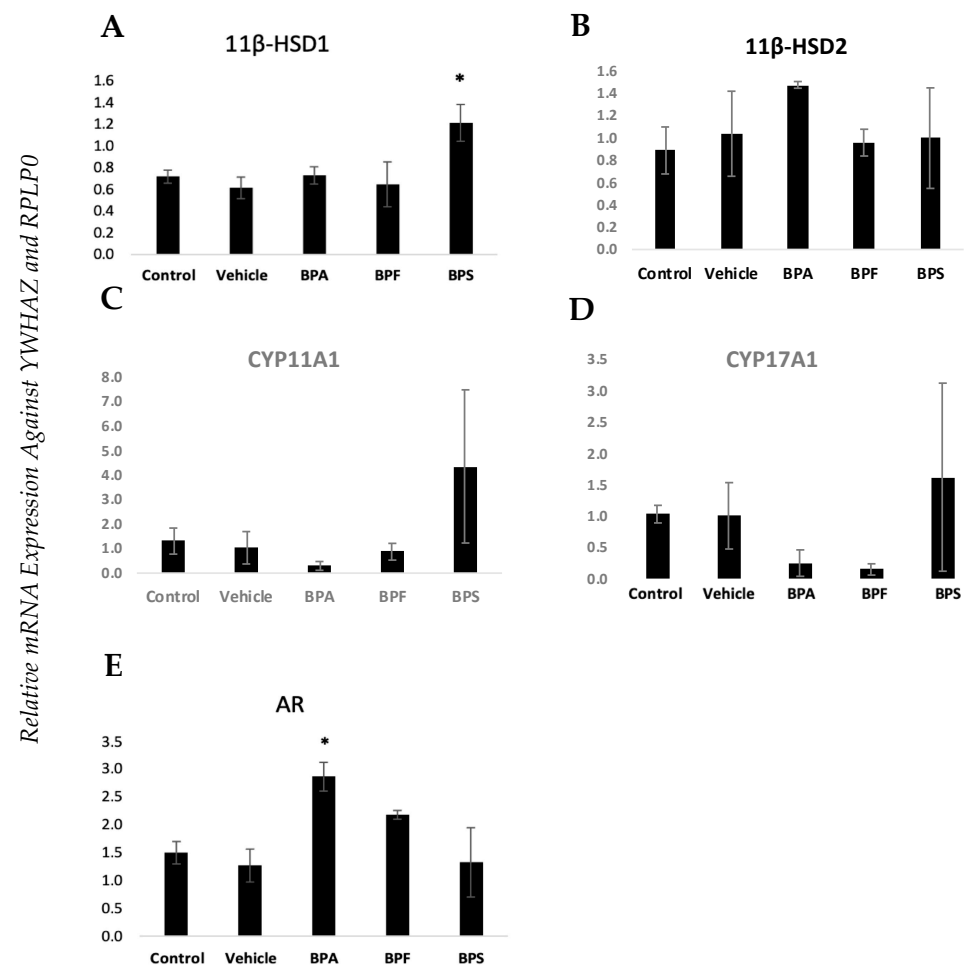 Relative mRNA Expression Against YWHAZ and RPLP0
A
11β-HSD1
*
1.6
1.4
1.2
1.0
0.8
0.6
0.4
0.2
0.0
Control Vehicle BPA BPF BPS
B
11β-HSD2
1.6
1.4
1.2
1.0
0.8
0.6
0.4
0.2
0.0
Control Vehicle BPA BPF BPS
C
CYP11A1
8.0
7.0
6.0
5.0
4.0
3.0
2.0
1.0
0.0
Control Vehicle BPA BPF BPS
D
CYP17A1
3.5
3.0
2.5
2.0
1.5
1.0
0.5
0.0
Control Vehicle BPA BPF BPS
E
AR
*
3.5
3.0
2.5
2.0
1.5
1.0
0.5
0.0
Control Vehicle BPA BPF BPS